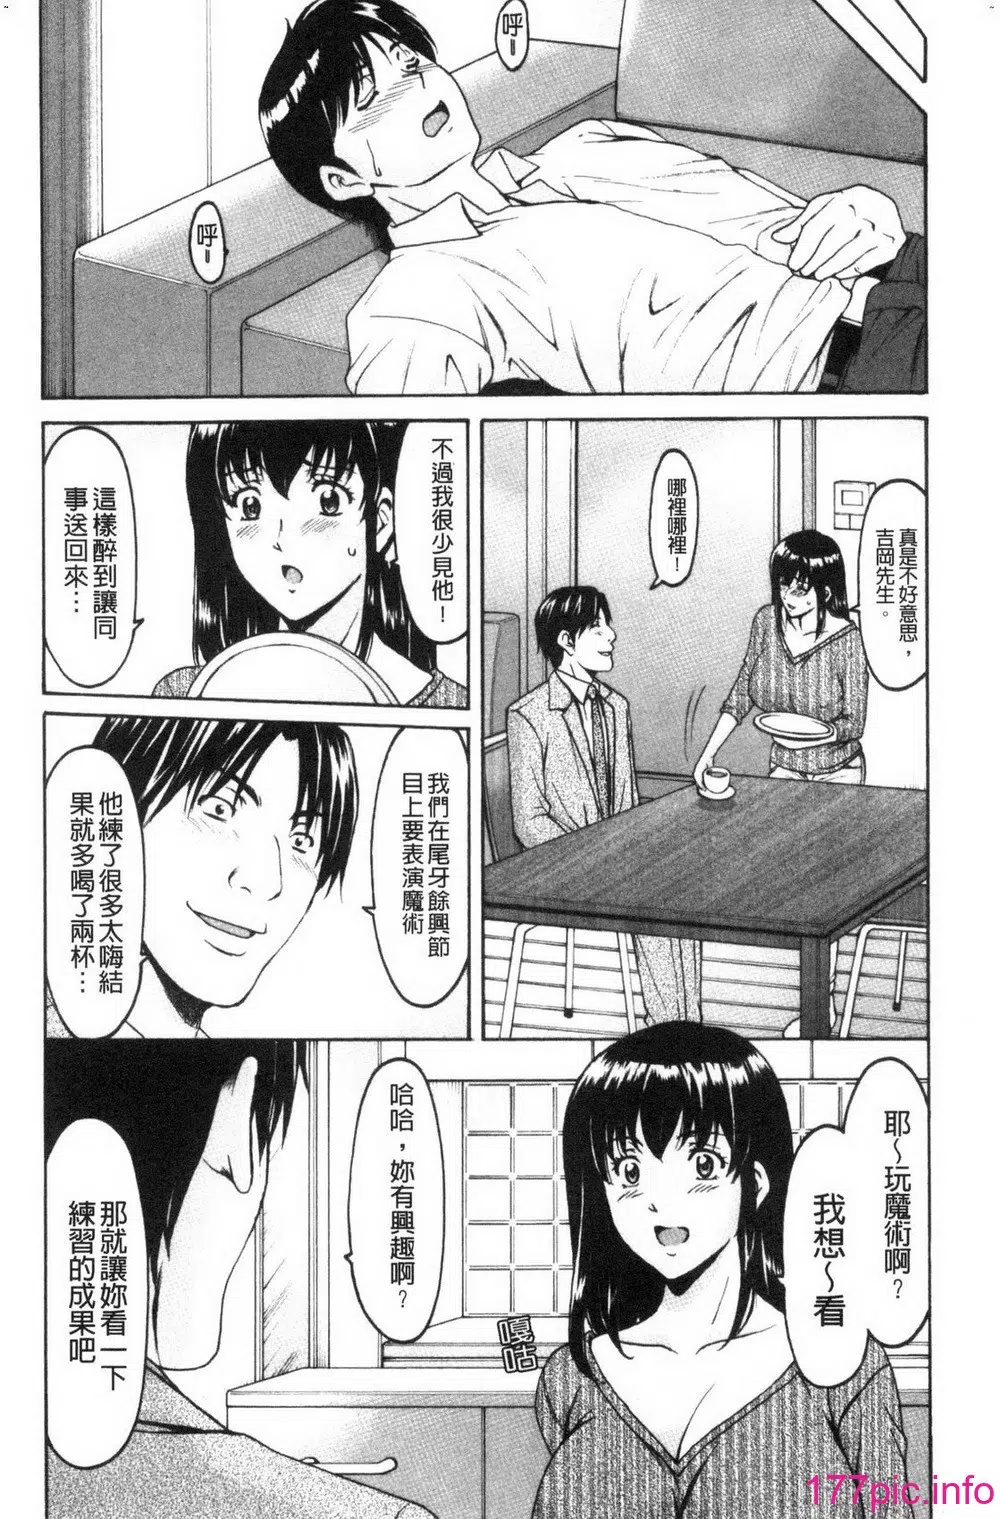 呼=
呼=
真是不好意思，
吉岡先生。
哪裡哪裡！
不過我很少見他！
這樣醉到讓同
事送回來…
我們在尾牙餘興節
目上要表演魔術
他練了很多太嗨結
果就多喝了兩杯…
耶～玩魔術啊？
我想～看
嘎咕
哈哈，妳有興趣啊？
那就讓妳看一下
練習的成果吧
177pic.info